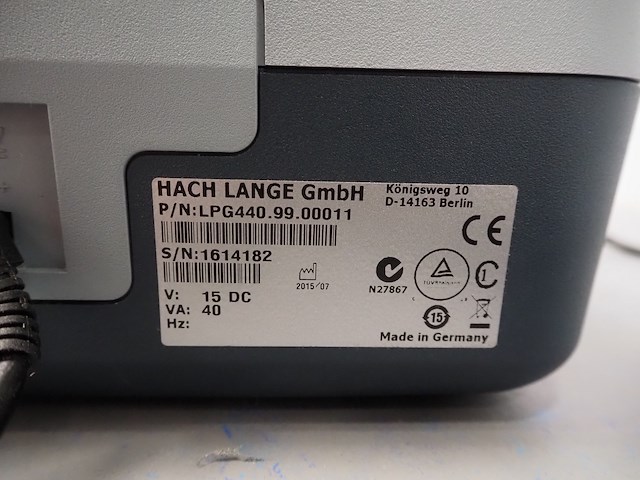 HACH LANGE GmbH
Königsweg 10
D-14163 Berlin
P/N:LPG440.99.00011
S/N:1614182
2015/07
N27867
V: 15 DC
VA: 40
Hz:
CE
15
Made in Germany